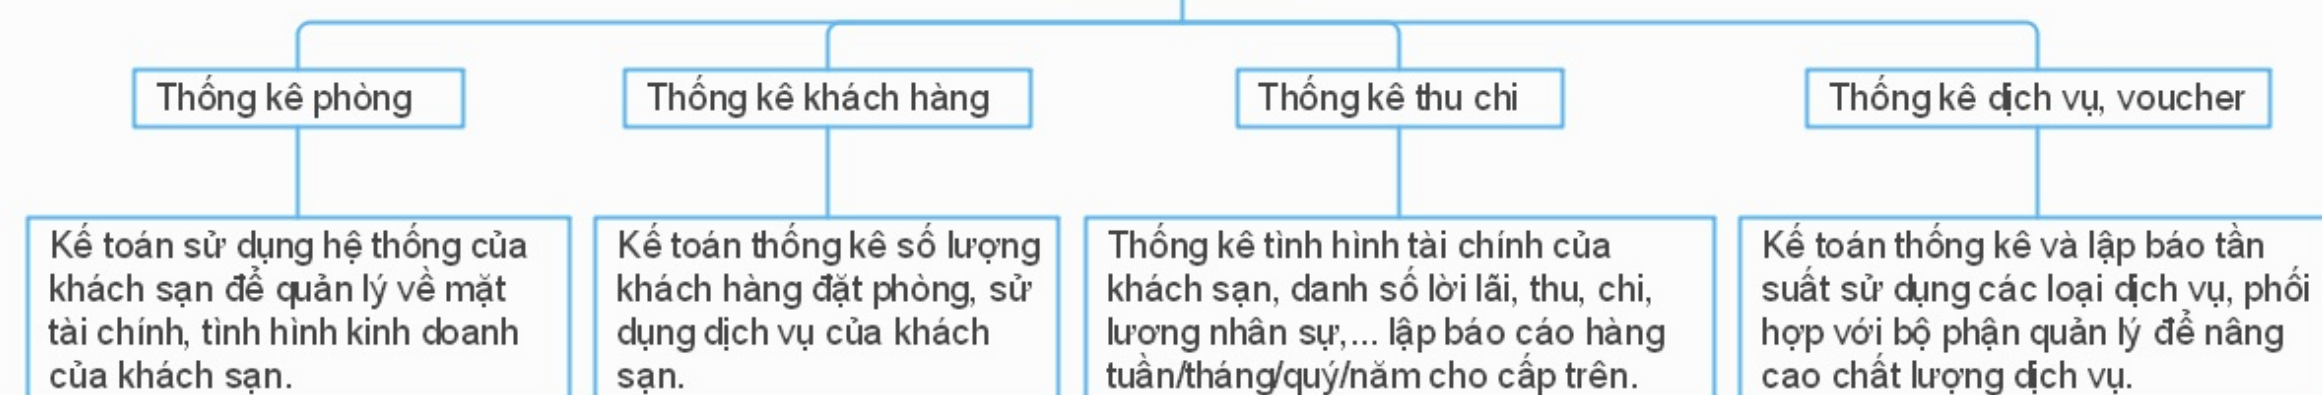 Thống kê phòng
Thống kê khách hàng
Thống kê thu chi
Thống kê dịch vụ, voucher
Kế toán sử dụng hệ thống của
khách sạn để quản lý về mặt
tài chính, tình hình kinh doanh
của khách sạn.
Kế toán thống kê số lượng
khách hàng đặt phòng, sử
dụng dịch vụ của khách
sạn.
Thống kê tình hình tài chính của
khách sạn, danh số lời lãi, thu, chi,
lương nhân sự,... lập báo cáo hàng
tuần/tháng/quý/năm cho cấp trên.
Kế toán thống kê và lập báo tần
suất sử dụng các loại dịch vụ, phối
hợp với bộ phận quản lý để nâng
cao chất lượng dịch vụ.